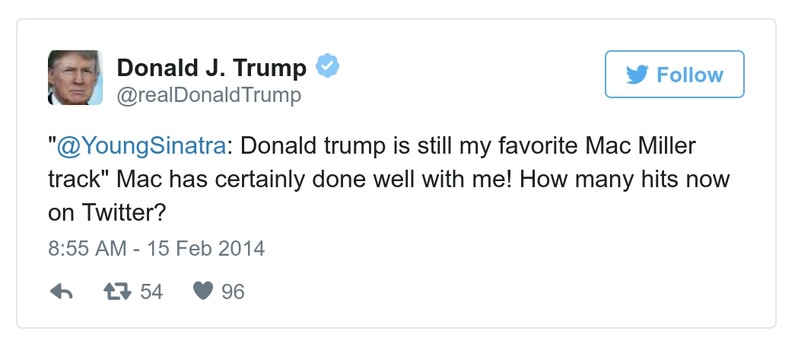 Donald J. Trump
@realDonaldTrump
Follow
"@YoungSinatra: Donald trump is still my favorite Mac Miller
track" Mac has certainly done well with me! How many hits now
on Twitter?
8:55 AM - 15 Feb 2014
54 96